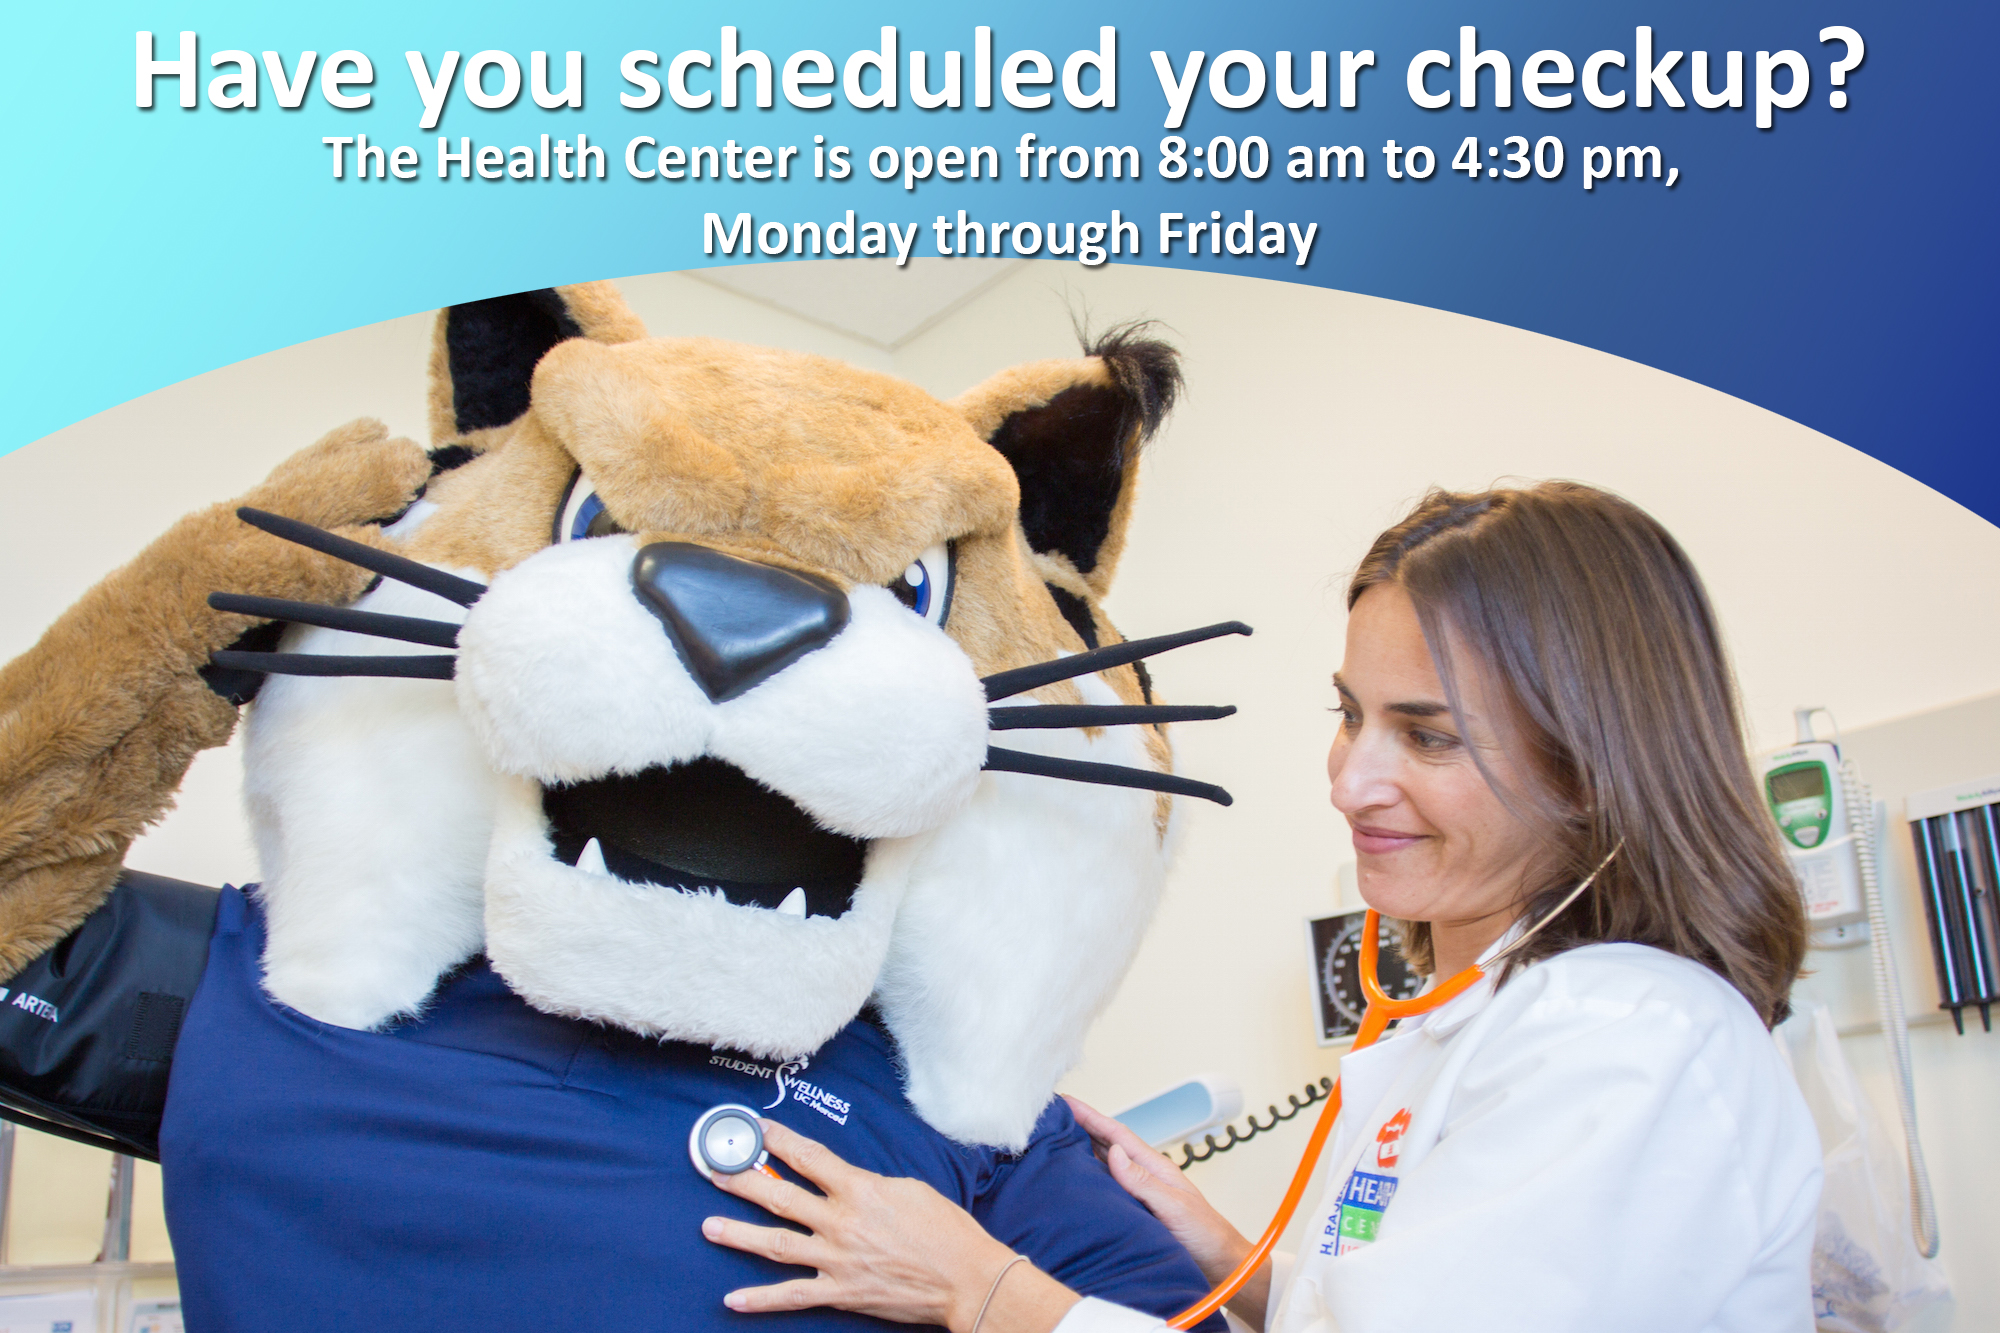 Have you scheduled your checkup?
The Health Center is open from 8:00 am to 4:30 pm,
Monday through Friday
STUDENT
WELLNESS
UC Merced